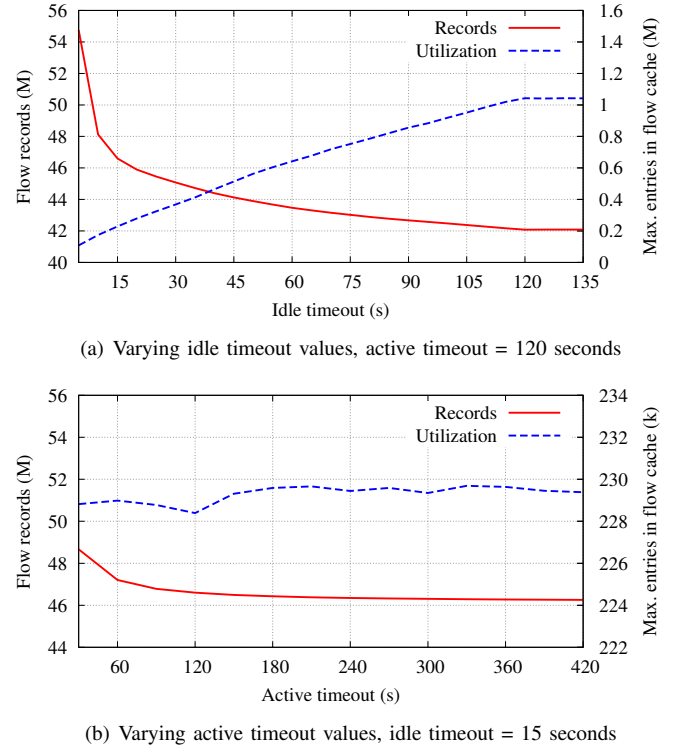 56
54
52
50
48
46
44
42
40
Flow records (M)
Records
Utilization
1.6
1.4
1.2
1
0.8
0.6
0.4
0.2
0
Max. entries in flow cache (M)
15 30 45 60 75 90 105 120 135
Idle timeout (s)
(a) Varying idle timeout values, active timeout = 120 seconds
56
54
52
50
48
46
44
Flow records (M)
Records
Utilization
234
232
230
228
226
224
222
Max. entries in flow cache (k)
60 120 180 240 300 360 420
Active timeout (s)
(b) Varying active timeout values, idle timeout = 15 seconds